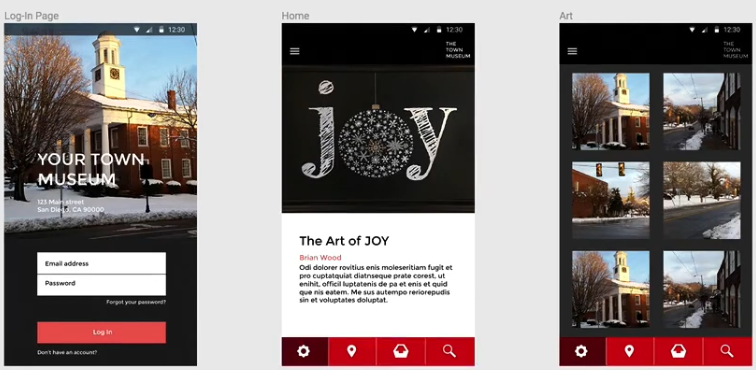 Log-In Page
12:30
YOUR TOWN
MUSEUM
123 Main street
San Diego, CA 90000
Email address
Password
Forgot your password?
Log In
Don't have an account?
Home
12:30
THE
TOWN
MUSEUM
joy
The Art of JOY
Brian Wood
Odi dolorer rovitius enis moleseritiam fugit et
pro cuptatquiat diatnseque prate corest, ut
enihit, officil luptatenis de pa et enis et quid
que nis eatem. Me sus autempo reriorepudis
sin et voluptates doluptat.
Art
12:30
THE
TOWN
MUSEUM